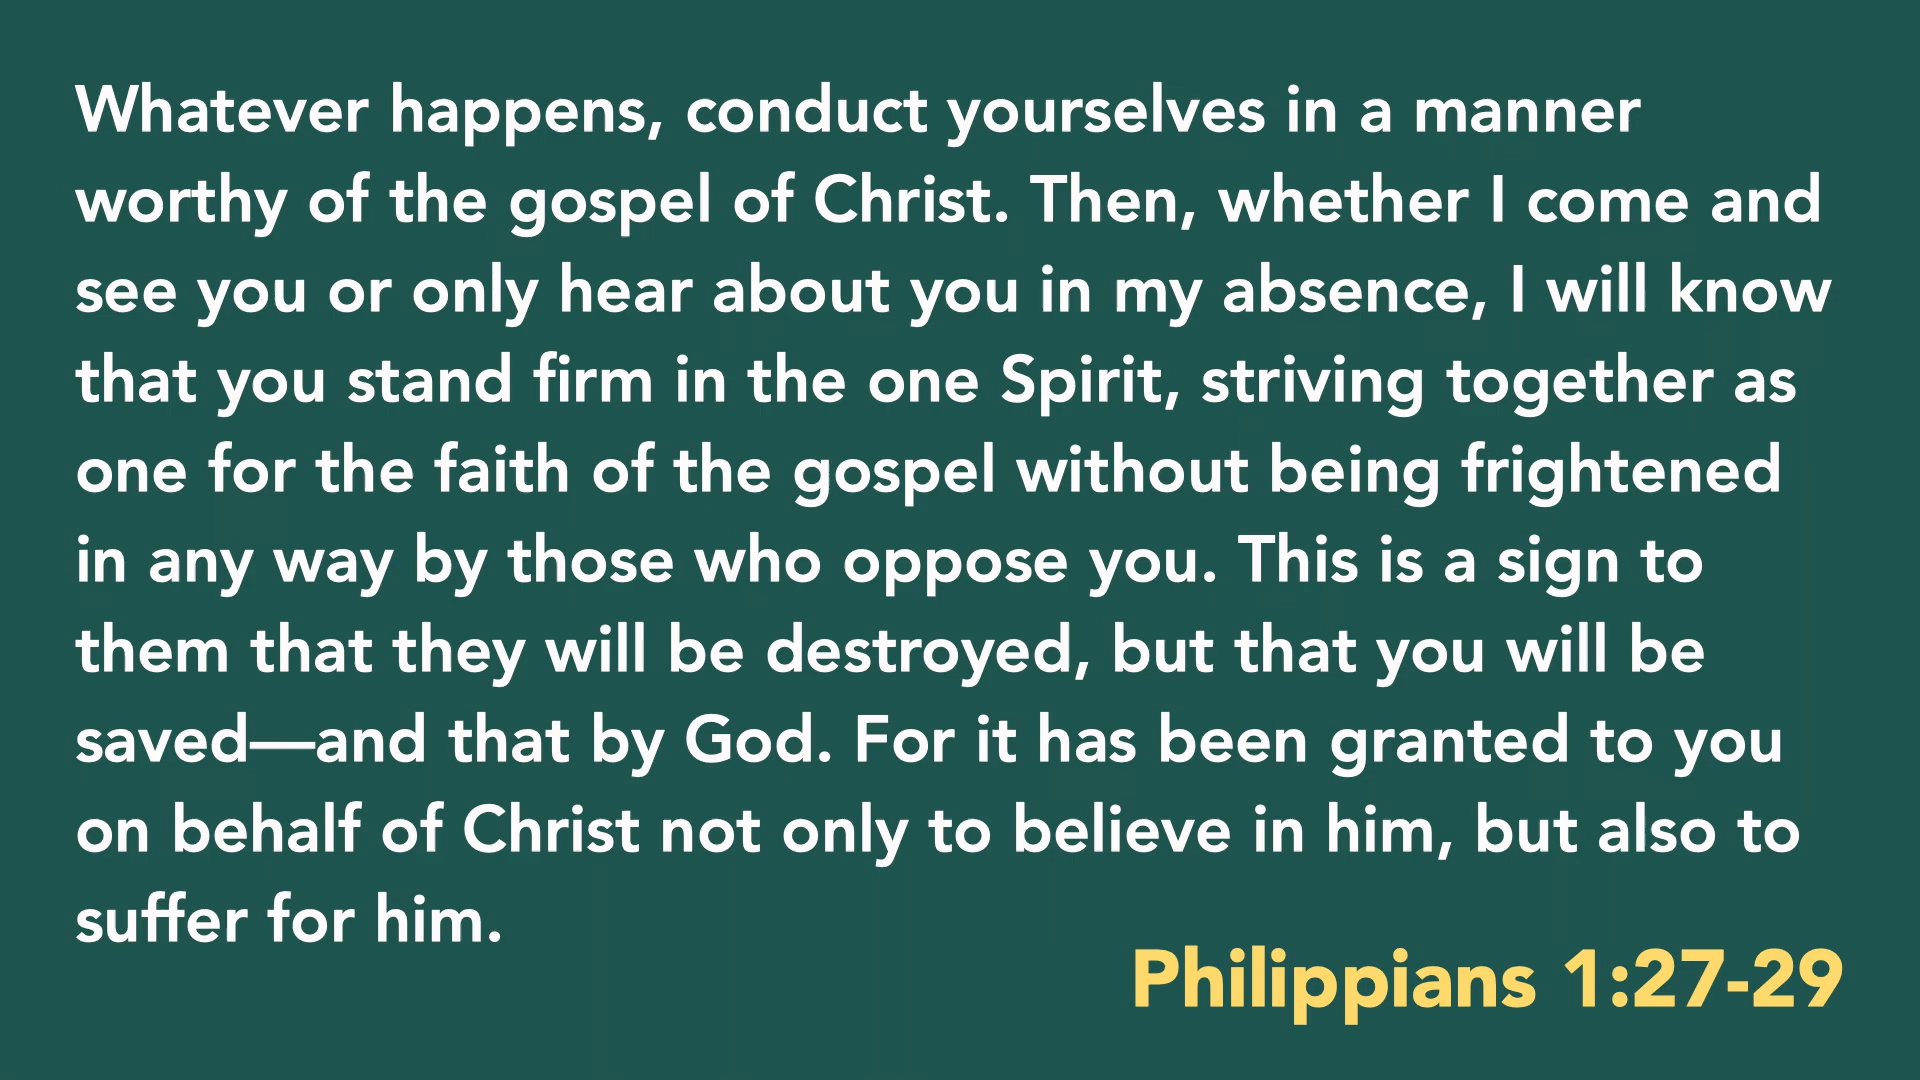 Whatever happens, conduct yourselves in a manner
worthy of the gospel of Christ. Then, whether I come and
see you or only hear about you in my absence, I will know
that you stand firm in the one Spirit, striving together as
one for the faith of the gospel without being frightened
in any way by those who oppose you. This is a sign to
them that they will be destroyed, but that you will be
saved—and that by God. For it has been granted to you
on behalf of Christ not only to believe in him, but also to
suffer for him.
Philippians 1:27-29